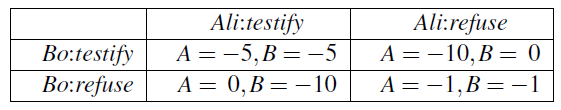 Ali:testify Ali:refuse
Bo:testify A = −5, B = −5 A = −10, B = 0
Bo:refuse A = 0, B = −10 A = −1, B = −1